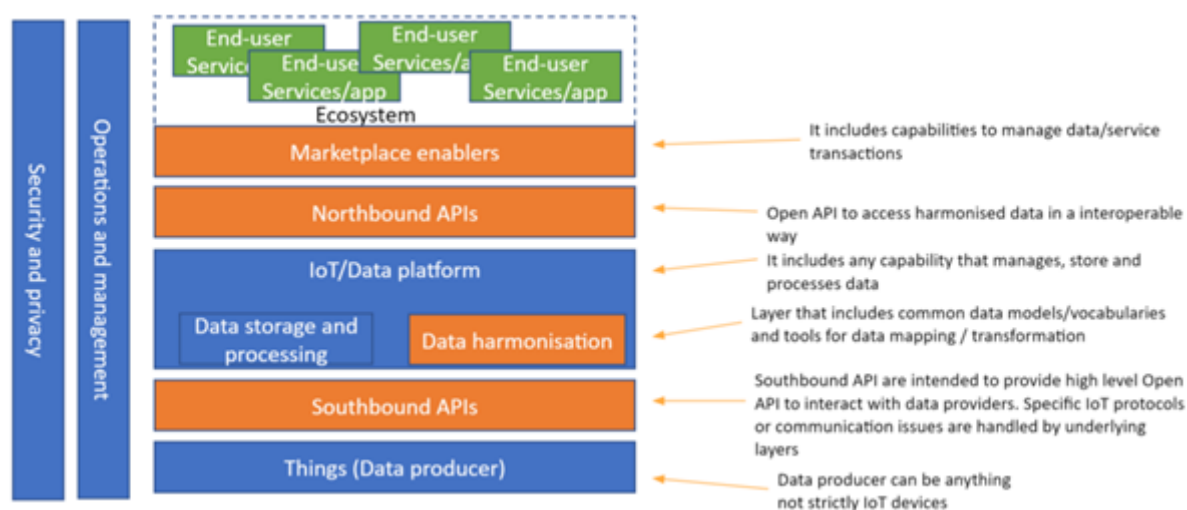 Security and privacy
Operations and management
End-user
Service
End-user
Services/app
End-user
Services/a
End-user
Services/app
Ecosystem
Marketplace enablers
Northbound APIs
IoT/Data platform
Data storage and
processing
Data harmonisation
Southbound APIs
Things (Data producer)
It includes capabilities to manage data/service
transactions
Open API to access harmonised data in a interoperable
way
It includes any capability that manages, store and
processes data
Layer that includes common data models/vocabularies
and tools for data mapping / transformation
Southbound API are intended to provide high level Open
API to interact with data providers. Specific IoT protocols
or communication issues are handled by underlying
layers
Data producer can be anything
not strictly IoT devices